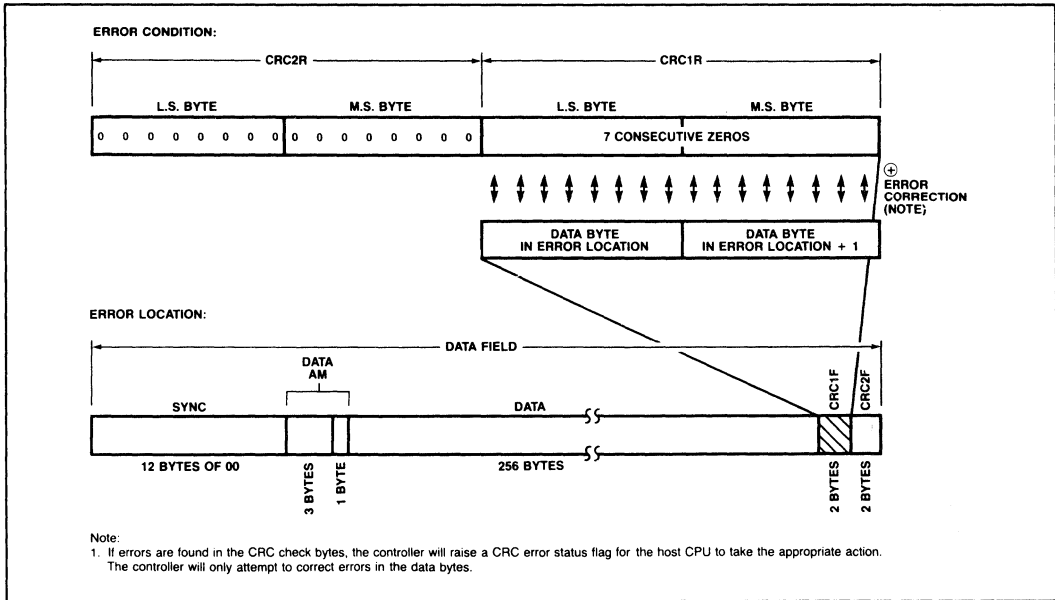 ERROR CONDITION:
CRC2R
CRC1R
L.S. BYTE
M.S. BYTE
L.S. BYTE
M.S. BYTE
0 0 0 0 0 0 0 0
0 0 0 0 0 0 0 0
7 CONSECUTIVE ZEROS
⊕
ERROR
CORRECTION
(NOTE)
DATA BYTE
IN ERROR LOCATION
DATA BYTE
IN ERROR LOCATION + 1
ERROR LOCATION:
DATA FIELD
DATA
AM
SYNC
DATA
CRC1F
CRC2F
12 BYTES OF 00
3 BYTES
1 BYTE
256 BYTES
2 BYTES
2 BYTES
Note:
1. If errors are found in the CRC check bytes, the controller will raise a CRC error status flag for the host CPU to take the appropriate action.
The controller will only attempt to correct errors in the data bytes.